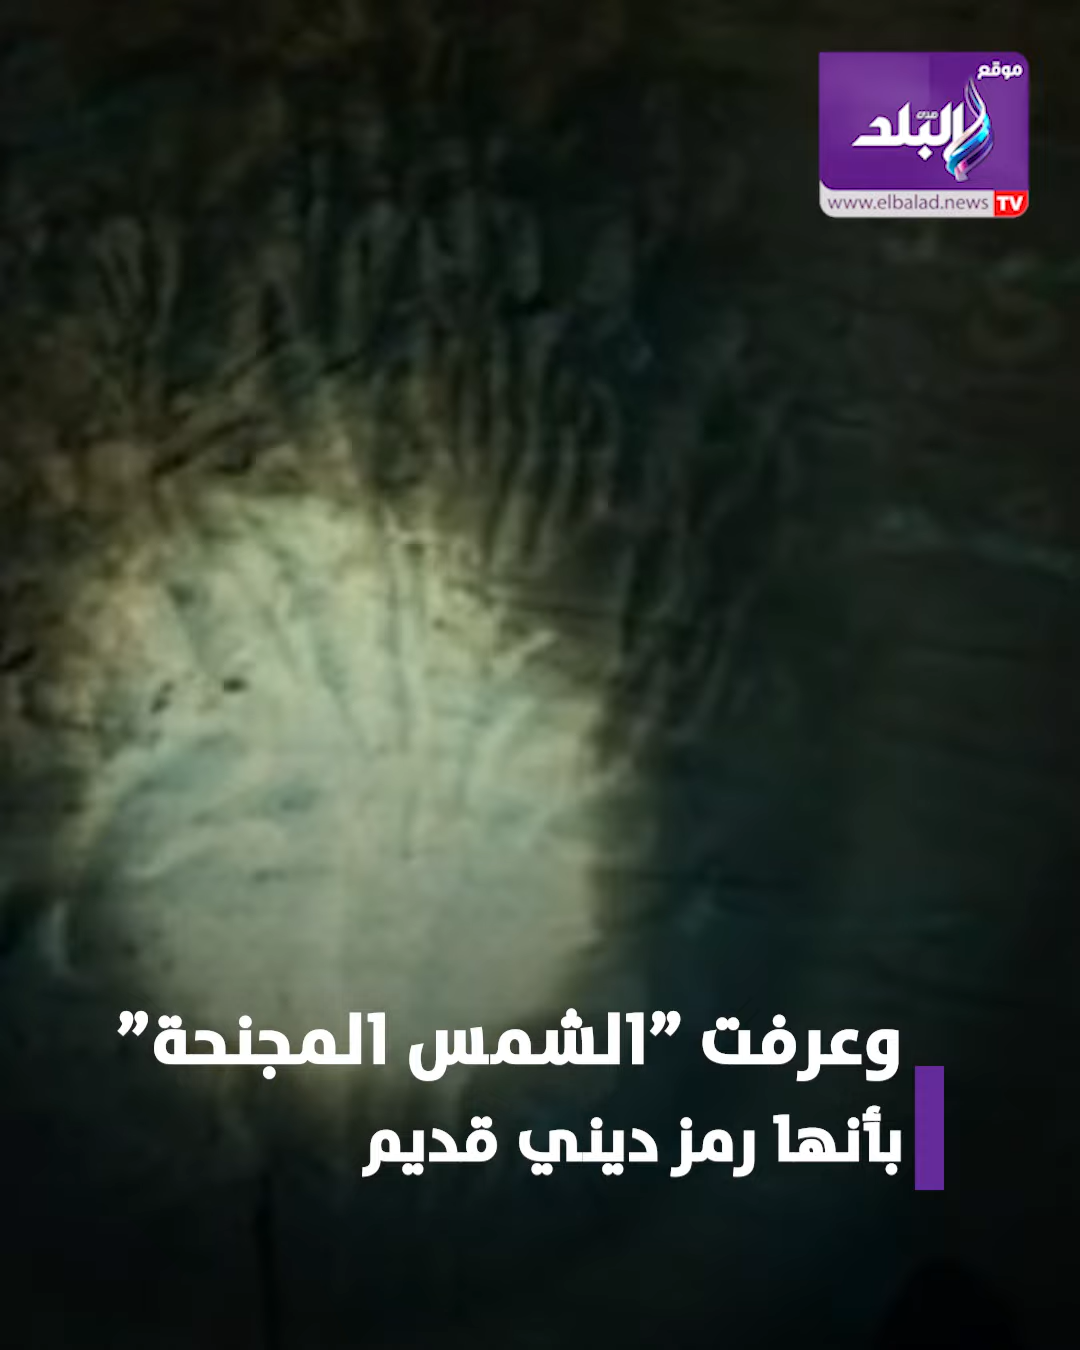 موقع
صدى البلد
www.elbalad.news TV
وعرفت "الشمس المجنحة"
بأنها رمز ديني قديم